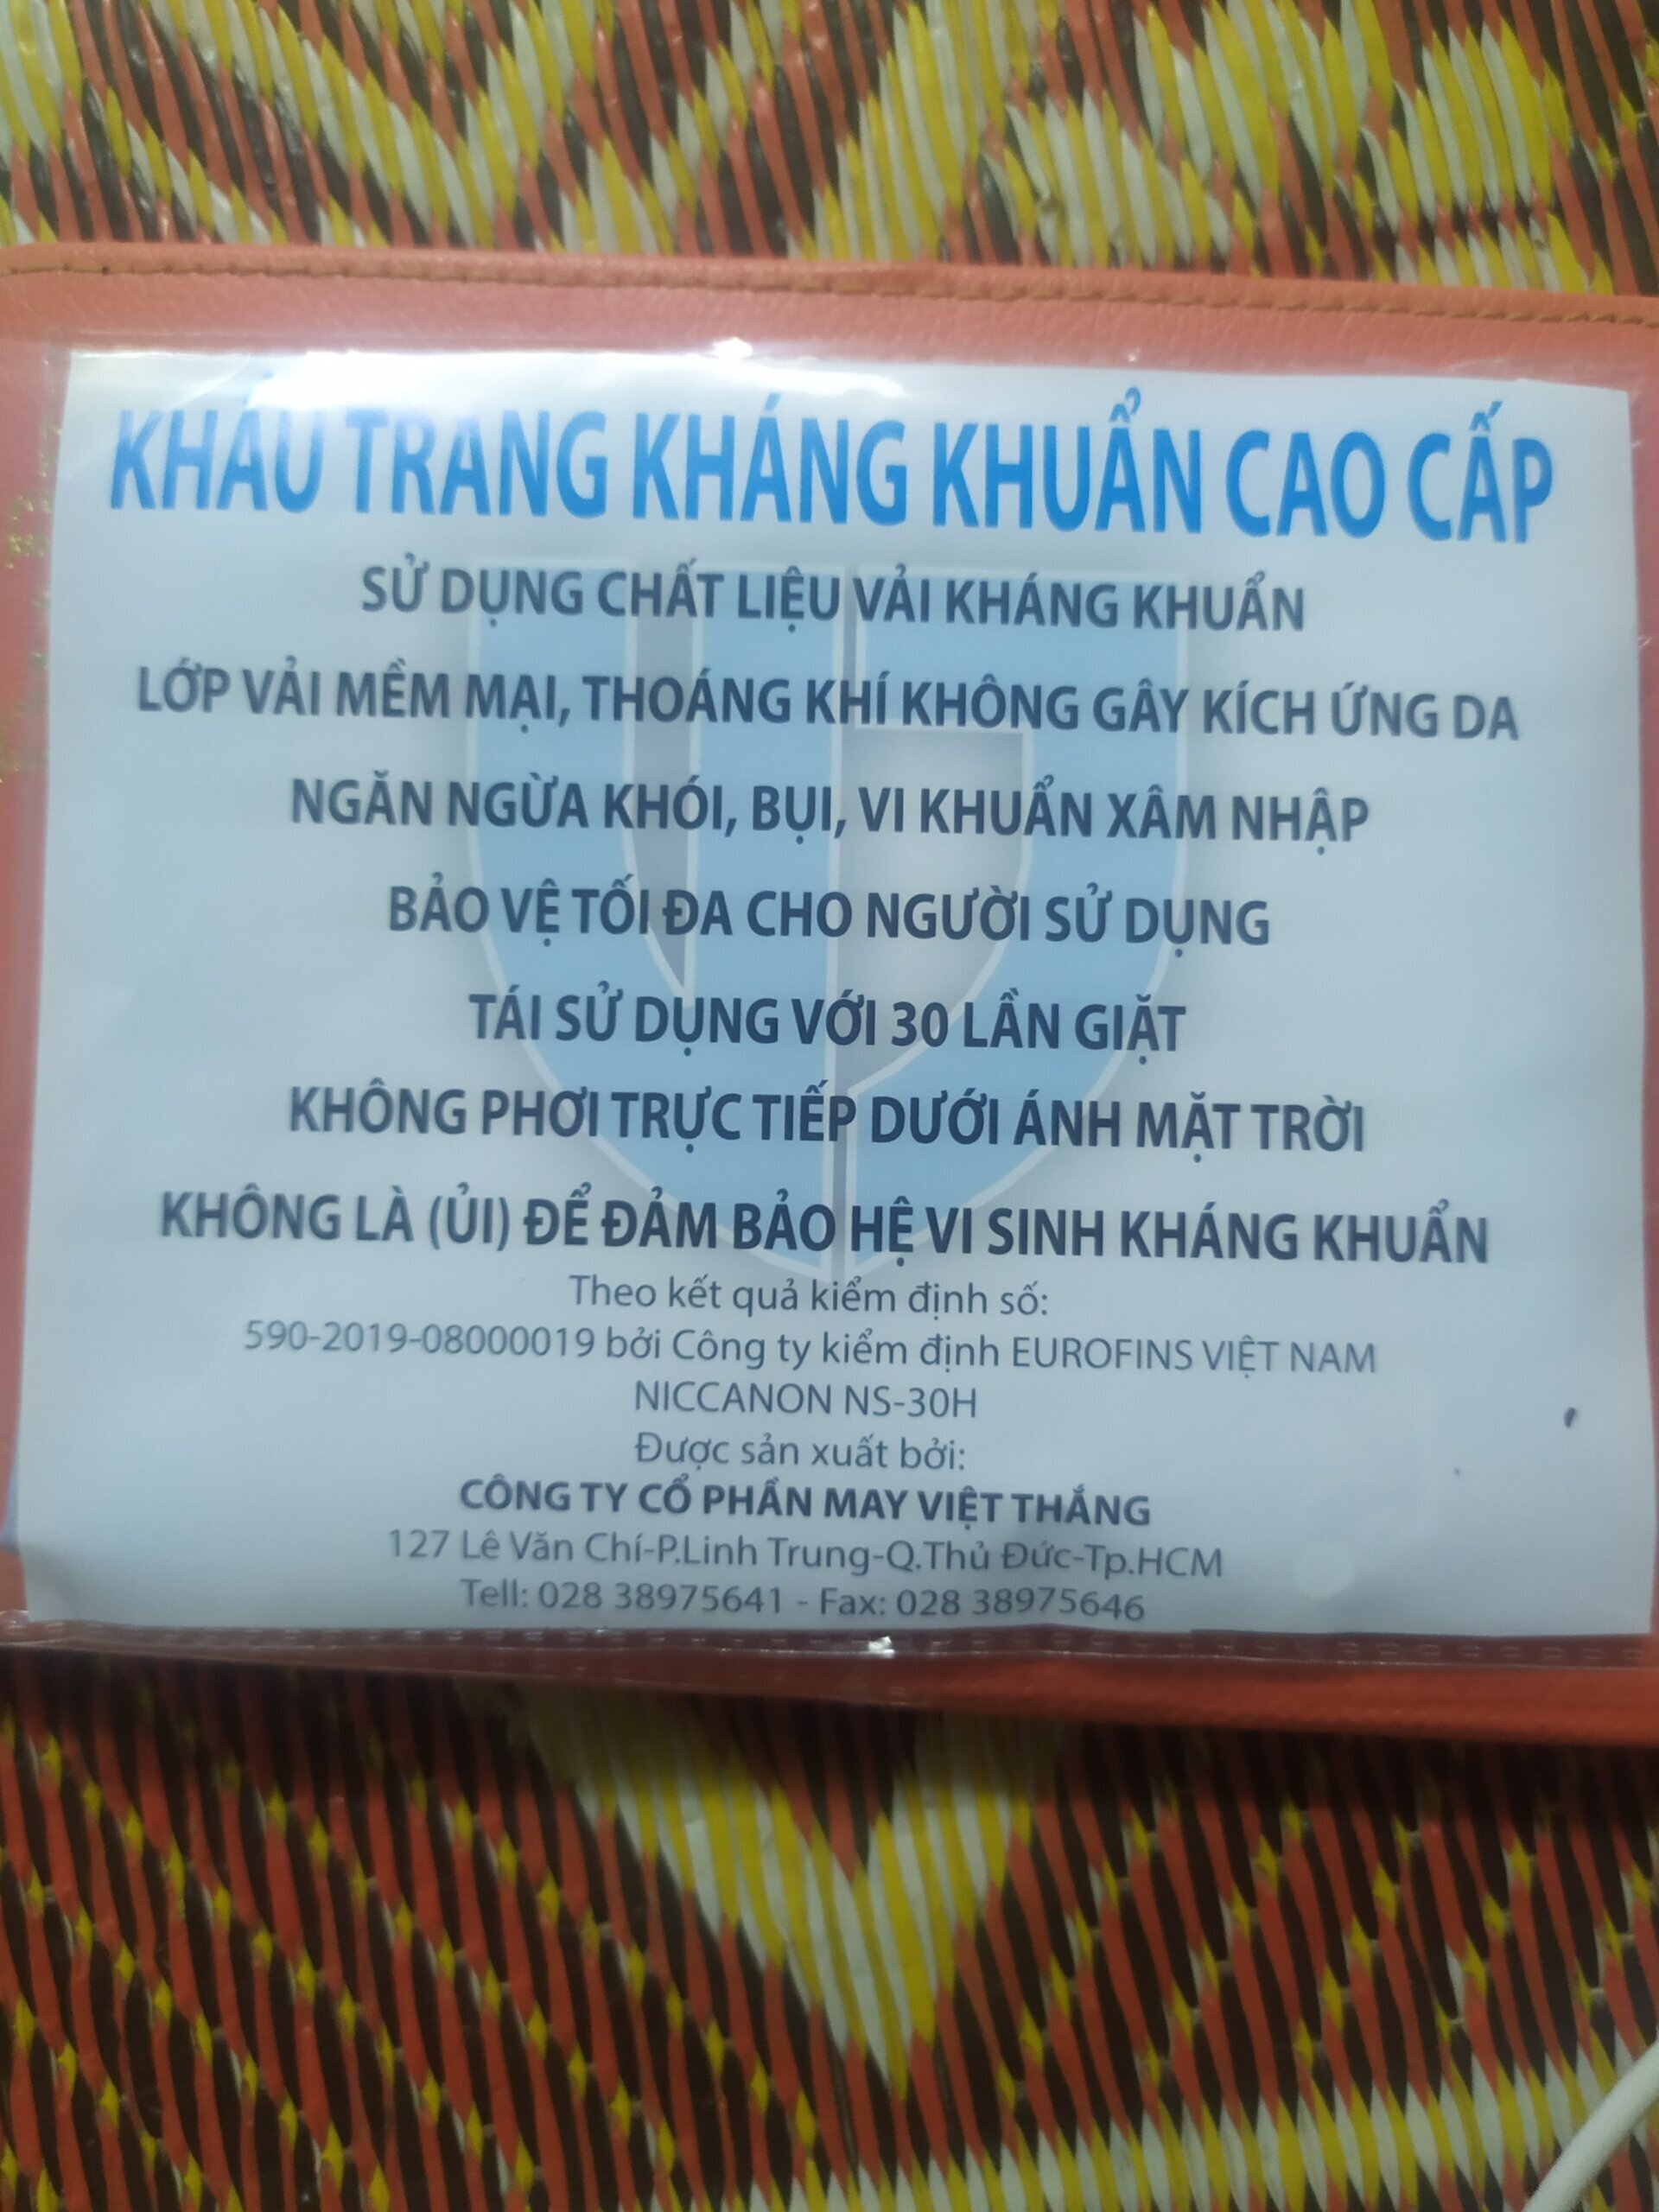 KHẨU TRANG KHÁNG KHUẨN CAO CẤP
SỬ DỤNG CHẤT LIỆU VẢI KHÁNG KHUẨN
LỚP VẢI MỀM MẠI, THOÁNG KHÍ KHÔNG GÂY KÍCH ỨNG DA
NGĂN NGỪA KHÓI, BỤI, VI KHUẨN XÂM NHẬP
BẢO VỆ TỐI ĐA CHO NGƯỜI SỬ DỤNG
TÁI SỬ DỤNG VỚI 30 LẦN GIẶT
KHÔNG PHƠI TRỰC TIẾP DƯỚI ÁNH MẶT TRỜI
KHÔNG LÀ (ỦI) ĐỂ ĐẢM BẢO HỆ VI SINH KHÁNG KHUẨN
Theo kết quả kiểm định số:
590-2019-08000019 bởi Công ty kiểm định EUROFINS VIỆT NAM
NICCANON NS-30H
Được sản xuất bởi:
CÔNG TY CỔ PHẦN MAY VIỆT THẮNG
127 Lê Văn Chí-P.Linh Trung-Q.Thủ Đức-Tp.HCM
Tell: 028 38975641 - Fax: 028 38975646